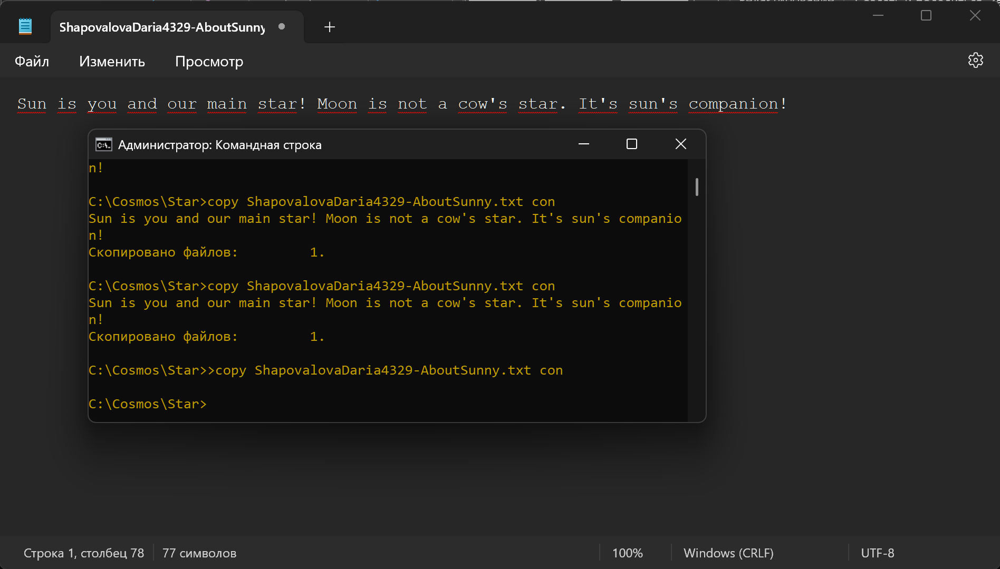 ShapovalovaDaria4329-AboutSunny
Файл Изменить Просмотр
Sun is you and our main star! Moon is not a cow's star. It's sun's companion!
Администратор: Командная строка
n!
C:\Cosmos\Star>copy ShapovalovaDaria4329-AboutSunny.txt con
Sun is you and our main star! Moon is not a cow's star. It's sun's companio
n!
Скопировано файлов: 1.
C:\Cosmos\Star>copy ShapovalovaDaria4329-AboutSunny.txt con
Sun is you and our main star! Moon is not a cow's star. It's sun's companio
n!
Скопировано файлов: 1.
C:\Cosmos\Star>>copy ShapovalovaDaria4329-AboutSunny.txt con
C:\Cosmos\Star>
Строка 1, столбец 78 77 символов 100% Windows (CRLF) UTF-8